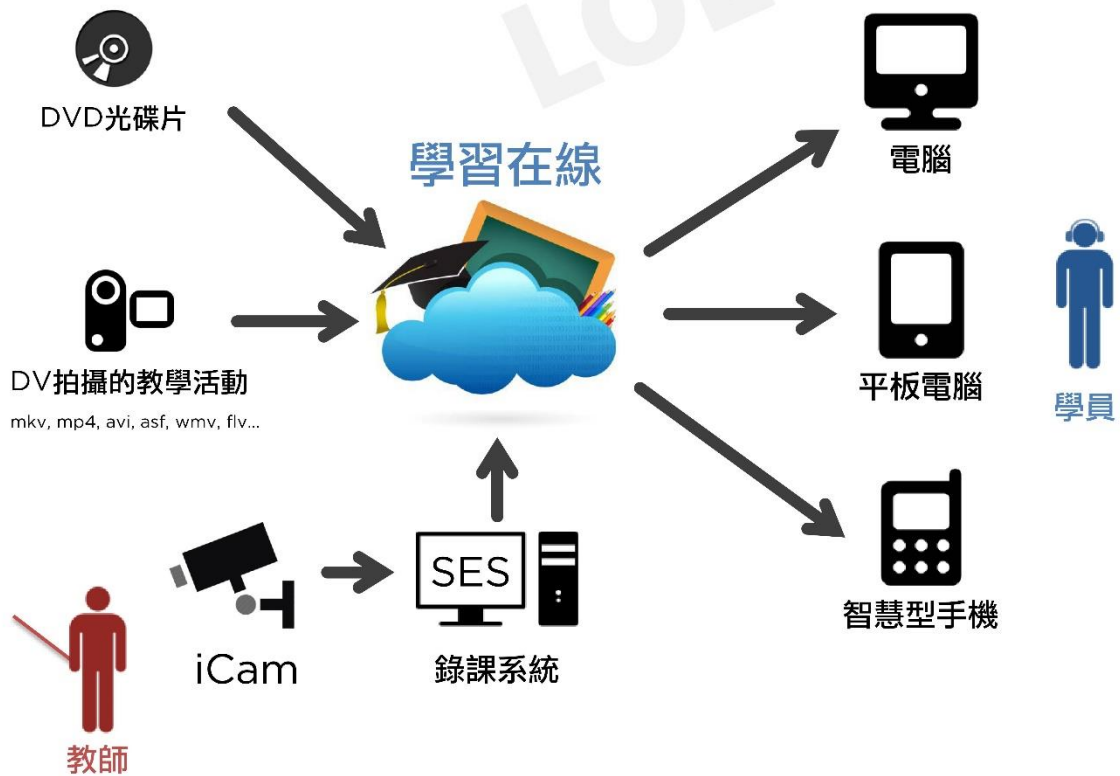 DVD光碟片
學習在線
電腦
DV拍攝的教學活動
mkv, mp4, avi, asf, wmv, flv...
平板電腦
學員
iCam
SES
錄課系統
智慧型手機
教師